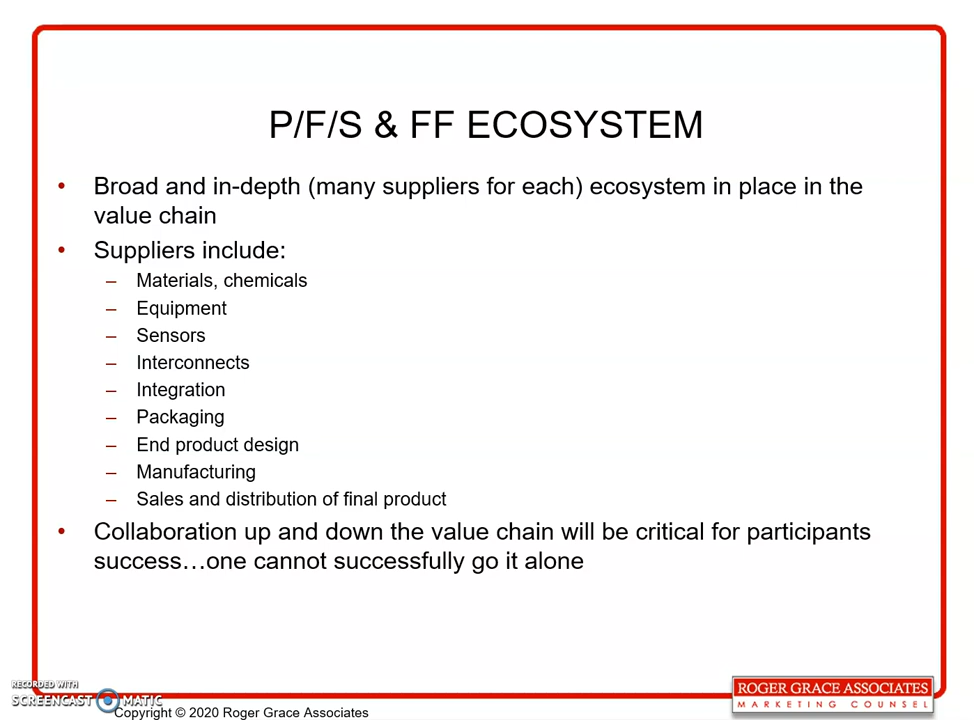 P/F/S & FF ECOSYSTEM
• Broad and in-depth (many suppliers for each) ecosystem in place in the
value chain
• Suppliers include:
– Materials, chemicals
– Equipment
– Sensors
– Interconnects
– Integration
– Packaging
– End product design
– Manufacturing
– Sales and distribution of final product
• Collaboration up and down the value chain will be critical for participants
success…one cannot successfully go it alone
RECORDED WITH
SCREENCAST MATIC
Copyright © 2020 Roger Grace Associates
ROGER GRACE ASSOCIATES
MARKETING COUNSEL